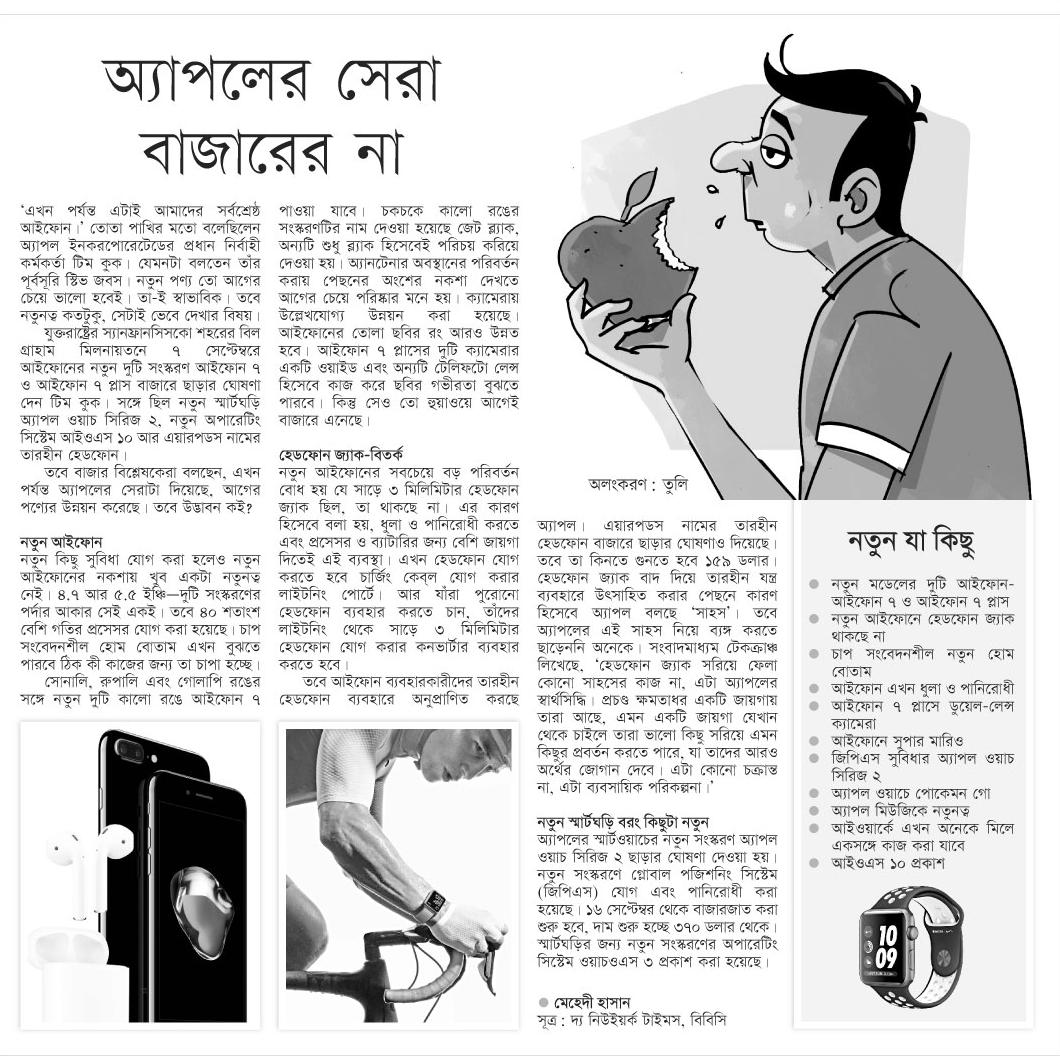 অ্যাপলের সেরা
বাজারের না
‘এখন পর্যন্ত এটাই আমাদের সর্বশ্রেষ্ঠ
আইফোন।’ তোতা পাখির মতো বলেছিলেন
অ্যাপল ইনকরপোরেটেডের প্রধান নির্বাহী
কর্মকর্তা টিম কুক। যেমনটা বলতেন তাঁর
পূর্বসূরি স্টিভ জবস। নতুন পণ্য তো আগের
চেয়ে ভালো হবেই। তা-ই স্বাভাবিক। তবে
নতুনত্ব কতটুকু, সেটাই ভেবে দেখার বিষয়।
যুক্তরাষ্ট্রের স্যানফ্রানসিসকো শহরের বিল
গ্রাহাম মিলনায়তনে ৭ সেপ্টেম্বরে
আইফোনের নতুন দুটি সংস্করণ আইফোন ৭
ও আইফোন ৭ প্লাস বাজারে ছাড়ার ঘোষণা
দেন টিম কুক। সঙ্গে ছিল নতুন স্মার্টঘড়ি
অ্যাপল ওয়াচ সিরিজ ২, নতুন অপারেটিং
সিস্টেম আইওএস ১০ আর এয়ারপডস নামের
তারহীন হেডফোন।
তবে বাজার বিশ্লেষকেরা বলছেন, এখন
পর্যন্ত অ্যাপলের সেরাটা দিয়েছে, আগের
পণ্যের উন্নয়ন করেছে। তবে উদ্ভাবন কই?
নতুন আইফোন
নতুন কিছু সুবিধা যোগ করা হলেও নতুন
আইফোনের নকশায় খুব একটা নতুনত্ব
নেই। ৪.৭ আর ৫.৫ ইঞ্চি—দুটি সংস্করণের
পর্দার আকার সেই একই। তবে ৪০ শতাংশ
বেশি গতির প্রসেসর যোগ করা হয়েছে। চাপ
সংবেদনশীল হোম বোতাম এখন বুঝতে
পারবে ঠিক কী কাজের জন্য তা চাপা হচ্ছে।
সোনালি, রুপালি এবং গোলাপি রঙের
সঙ্গে নতুন দুটি কালো রঙে আইফোন ৭
পাওয়া যাবে। চকচকে কালো রঙের
সংস্করণটির নাম দেওয়া হয়েছে জেট ব্ল্যাক,
অন্যটি শুধু ব্ল্যাক হিসেবেই পরিচয় করিয়ে
দেওয়া হয়। অ্যানটেনার অবস্থানের পরিবর্তন
করায় পেছনের অংশের নকশা দেখতে
আগের চেয়ে পরিষ্কার মনে হয়। ক্যামেরায়
উল্লেখযোগ্য উন্নয়ন করা হয়েছে।
আইফোনের তোলা ছবির রং আরও উন্নত
হবে। আইফোন ৭ প্লাসের দুটি ক্যামেরার
একটি ওয়াইড এবং অন্যটি টেলিফটো লেন্স
হিসেবে কাজ করে ছবির গভীরতা বুঝতে
পারবে। কিন্তু সেও তো হুয়াওয়ে আগেই
বাজারে এনেছে।
হেডফোন জ্যাক-বিতর্ক
নতুন আইফোনের সবচেয়ে বড় পরিবর্তন
বোধ হয় যে সাড়ে ৩ মিলিমিটার হেডফোন
জ্যাক ছিল, তা থাকছে না। এর কারণ
হিসেবে বলা হয়, ধুলা ও পানিরোধী করতে
এবং প্রসেসর ও ব্যাটারির জন্য বেশি জায়গা
দিতেই এই ব্যবস্থা। এখন হেডফোন যোগ
করতে হবে চার্জিং কেব্‌ল যোগ করার
লাইটনিং পোর্টে। আর যাঁরা পুরোনো
হেডফোন ব্যবহার করতে চান, তাঁদের
লাইটনিং থেকে সাড়ে ৩ মিলিমিটার
হেডফোন যোগ করার কনভার্টার ব্যবহার
করতে হবে।
তবে আইফোন ব্যবহারকারীদের তারহীন
হেডফোন ব্যবহারে অনুপ্রাণিত করছে
অলংকরণ : তুলি
অ্যাপল। এয়ারপডস নামের তারহীন
হেডফোন বাজারে ছাড়ার ঘোষণাও দিয়েছে।
তবে তা কিনতে গুনতে হবে ১৫৯ ডলার।
হেডফোন জ্যাক বাদ দিয়ে তারহীন যন্ত্র
ব্যবহারে উৎসাহিত করার পেছনে কারণ
হিসেবে অ্যাপল বলছে ‘সাহস’। তবে
অ্যাপলের এই সাহস নিয়ে ব্যঙ্গ করতে
ছাড়েননি অনেকে। সংবাদমাধ্যম টেকক্রাঞ্চ
লিখেছে, ‘হেডফোন জ্যাক সরিয়ে ফেলা
কোনো সাহসের কাজ না, এটা অ্যাপলের
স্বার্থসিদ্ধি। প্রচণ্ড ক্ষমতাধর একটি জায়গায়
তারা আছে, এমন একটি জায়গা যেখান
থেকে চাইলে তারা ভালো কিছু সরিয়ে এমন
কিছুর প্রবর্তন করতে পারে, যা তাদের আরও
অর্থের জোগান দেবে। এটা কোনো চক্রান্ত
না, এটা ব্যবসায়িক পরিকল্পনা।’
নতুন স্মার্টঘড়ি বরং কিছুটা নতুন
অ্যাপলের স্মার্টওয়াচের নতুন সংস্করণ অ্যাপল
ওয়াচ সিরিজ ২ ছাড়ার ঘোষণা দেওয়া হয়।
নতুন সংস্করণে গ্লোবাল পজিশনিং সিস্টেম
(জিপিএস) যোগ এবং পানিরোধী করা
হয়েছে। ১৬ সেপ্টেম্বর থেকে বাজারজাত করা
শুরু হবে, দাম শুরু হচ্ছে ৩৭০ ডলার থেকে।
স্মার্টঘড়ির জন্য নতুন সংস্করণের অপারেটিং
সিস্টেম ওয়াচওএস ৩ প্রকাশ করা হয়েছে।
● মেহেদী হাসান
সূত্র : দ্য নিউইয়র্ক টাইমস, বিবিসি
নতুন যা কিছু
● নতুন মডেলের দুটি আইফোন-
আইফোন ৭ ও আইফোন ৭ প্লাস
● নতুন আইফোনে হেডফোন জ্যাক
থাকছে না
● চাপ সংবেদনশীল নতুন হোম
বোতাম
● আইফোন এখন ধুলা ও পানিরোধী
● আইফোন ৭ প্লাসে ডুয়েল-লেন্স
ক্যামেরা
● আইফোনে সুপার মারিও
● জিপিএস সুবিধার অ্যাপল ওয়াচ
সিরিজ ২
● অ্যাপল ওয়াচে পোকেমন গো
● অ্যাপল মিউজিকে নতুনত্ব
● আইওয়ার্কে এখন অনেকে মিলে
একসঙ্গে কাজ করা যাবে
● আইওএস ১০ প্রকাশ
10
09